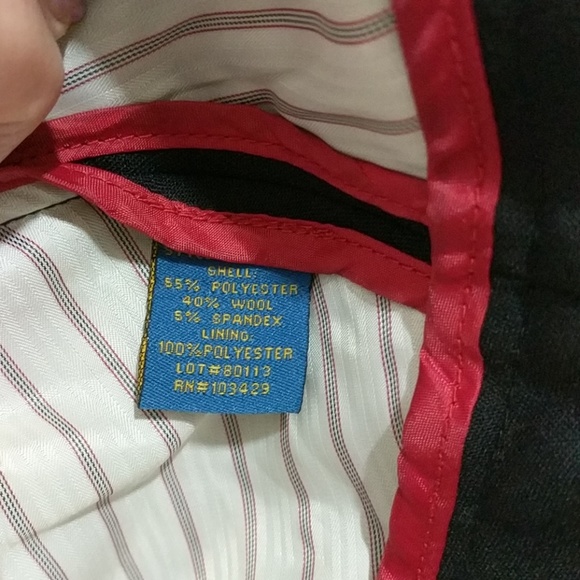 SHELL:
55% POLYESTER
40% WOOL
5% SPANDEX
LINING:
100%POLYESTER
LOT#80113
RN#103429